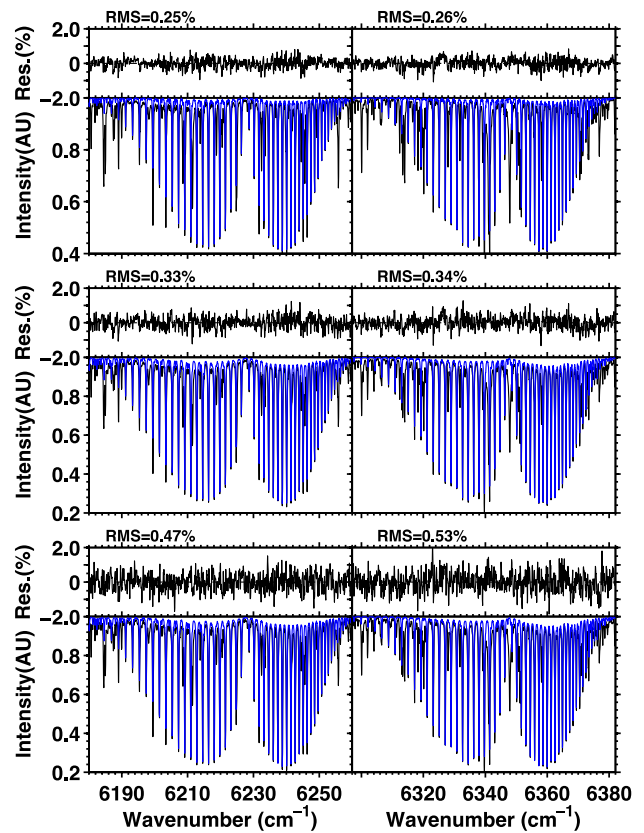 RMS=0.25% RMS=0.26%
Res.(%) 2.0 0 −2.0
Intensity(AU) 0.8 0.6 0.4
RMS=0.33% RMS=0.34%
Res.(%) 2.0 0 −2.0
Intensity(AU) 0.8 0.6 0.4 0.2
RMS=0.47% RMS=0.53%
Res.(%) 2.0 0 −2.0
Intensity(AU) 0.8 0.6 0.4 0.2
6190 6210 6230 6250 6320 6340 6360 6380
Wavenumber (cm⁻¹) Wavenumber (cm⁻¹)